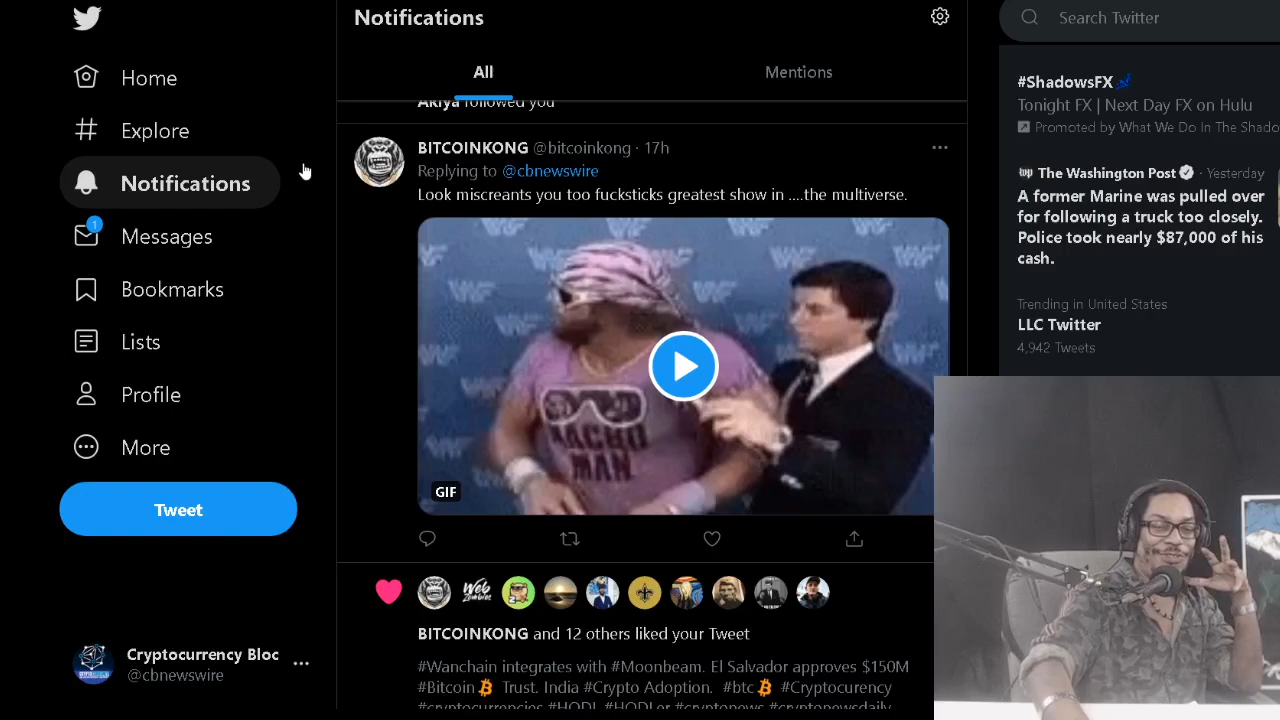 Home
Explore
Notifications
1
Messages
Bookmarks
Lists
Profile
More
Tweet
Cryptocurrency Bloc
@cbnewswire
Notifications
All
Mentions
Akiya followed you
BITCOINKONG @bitcoinkong · 17h
Replying to @cbnewswire
Look miscreants you too fucksticks greatest show in ....the multiverse.
MACHO
MAN
GIF
BITCOINKONG and 12 others liked your Tweet
#Wanchain integrates with #Moonbeam. El Salvador approves $150M
#Bitcoin Trust. India #Crypto Adoption. #btc #Cryptocurency
#cryptocurrencies #HODL #HODLer #cryptonews #cryptonewsdaily
Search Twitter
#ShadowsFX
Tonight FX | Next Day FX on Hulu
Promoted by What We Do In The Shado
The Washington Post · Yesterday
A former Marine was pulled over
for following a truck too closely.
Police took nearly $87,000 of his
cash.
Trending in United States
LLC Twitter
4,942 Tweets